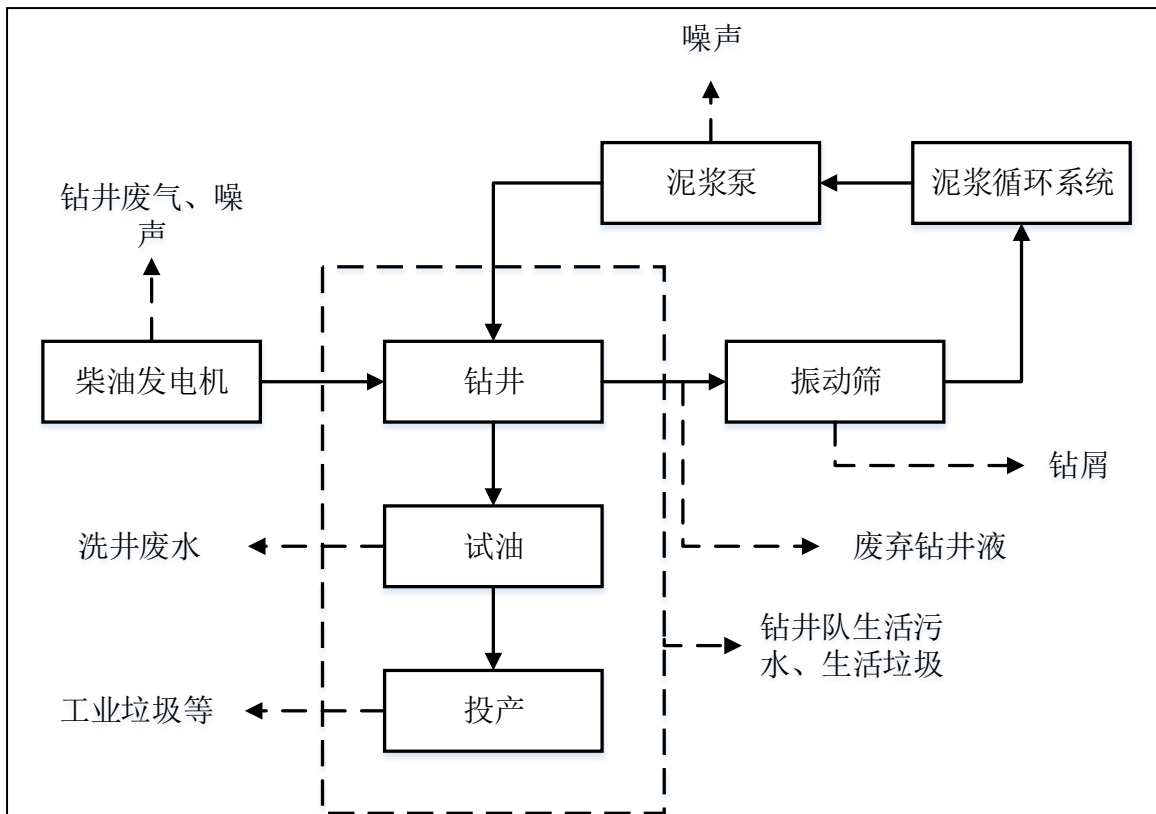 噪声
泥浆泵
泥浆循环系统
钻井废气、噪
声
柴油发电机
钻井
振动筛
钻屑
洗井废水
试油
废弃钻井液
钻井队生活污
水、生活垃圾
工业垃圾等
投产